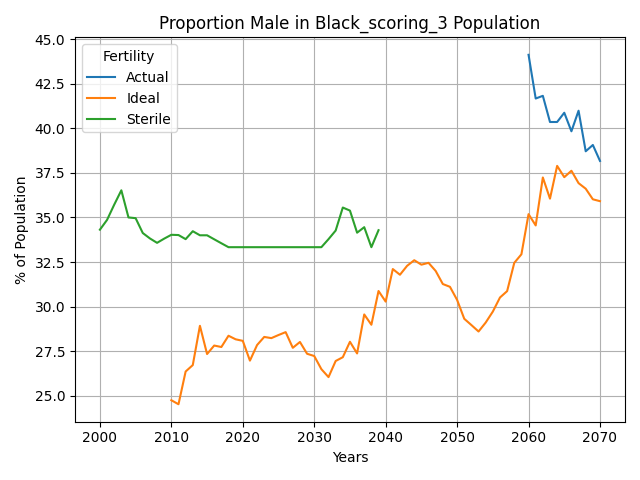 Proportion Male in Black_scoring_3 Population
45.0
42.5
40.0
37.5
35.0
32.5
30.0
27.5
25.0
% of Population
Fertility
Actual
Ideal
Sterile
2000 2010 2020 2030 2040 2050 2060 2070
Years